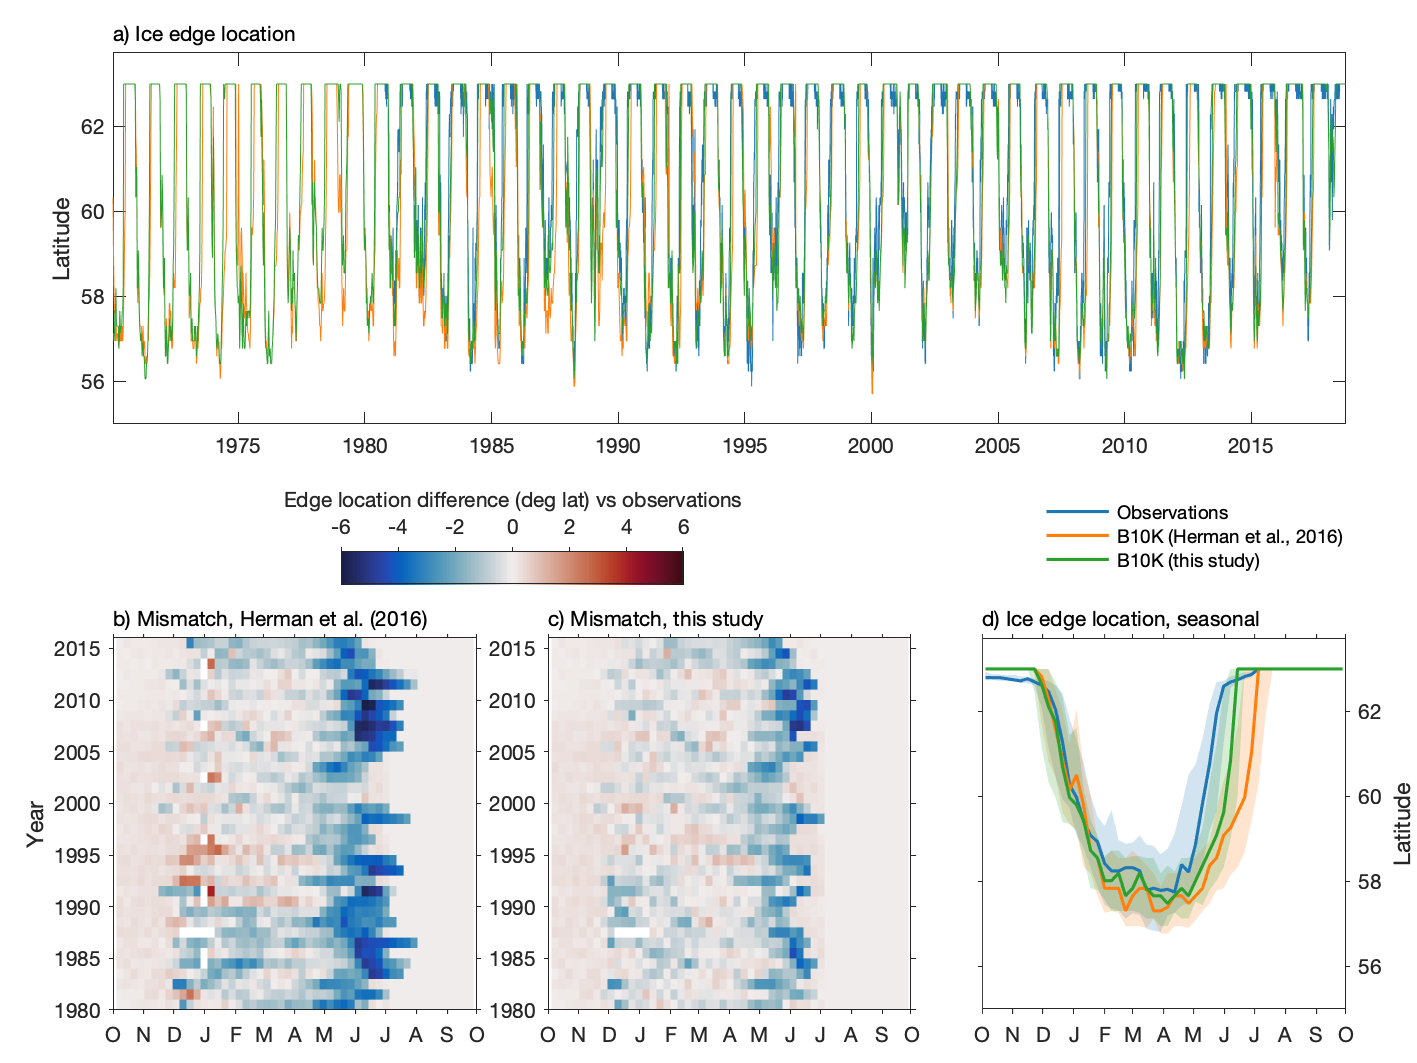 a) Ice edge location
62
60
58
56
Latitude
1975 1980 1985 1990 1995 2000 2005 2010 2015
Edge location difference (deg lat) vs observations
-6 -4 -2 0 2 4 6
Observations
B10K (Herman et al., 2016)
B10K (this study)
b) Mismatch, Herman et al. (2016)
2015
2010
2005
2000
1995
1990
1985
1980
Year
O N D J F M A M J J A S O
c) Mismatch, this study
2015
2010
2005
2000
1995
1990
1985
1980
O N D J F M A M J J A S O
d) Ice edge location, seasonal
62
60
58
56
Latitude
O N D J F M A M J J A S O